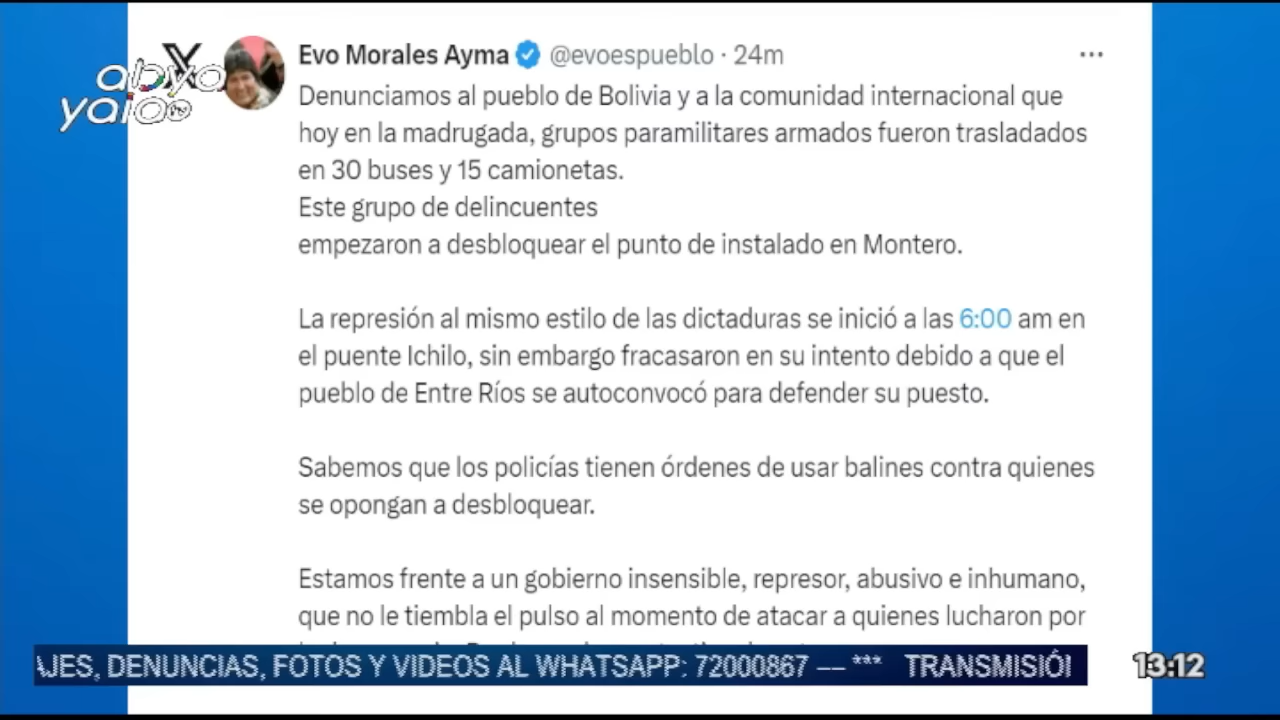 Evo Morales Ayma @evoespueblo · 24m
abya
yala tv
Denunciamos al pueblo de Bolivia y a la comunidad internacional que
hoy en la madrugada, grupos paramilitares armados fueron trasladados
en 30 buses y 15 camionetas.
Este grupo de delincuentes
empezaron a desbloquear el punto de instalado en Montero.
La represión al mismo estilo de las dictaduras se inició a las 6:00 am en
el puente Ichilo, sin embargo fracasaron en su intento debido a que el
pueblo de Entre Ríos se autoconvocó para defender su puesto.
Sabemos que los policías tienen órdenes de usar balines contra quienes
se opongan a desbloquear.
Estamos frente a un gobierno insensible, represor, abusivo e inhumano,
que no le tiembla el pulso al momento de atacar a quienes lucharon por
AJES, DENUNCIAS, FOTOS Y VIDEOS AL WHATSAPP: 72000867 -- *** TRANSMISIÓ
13:12